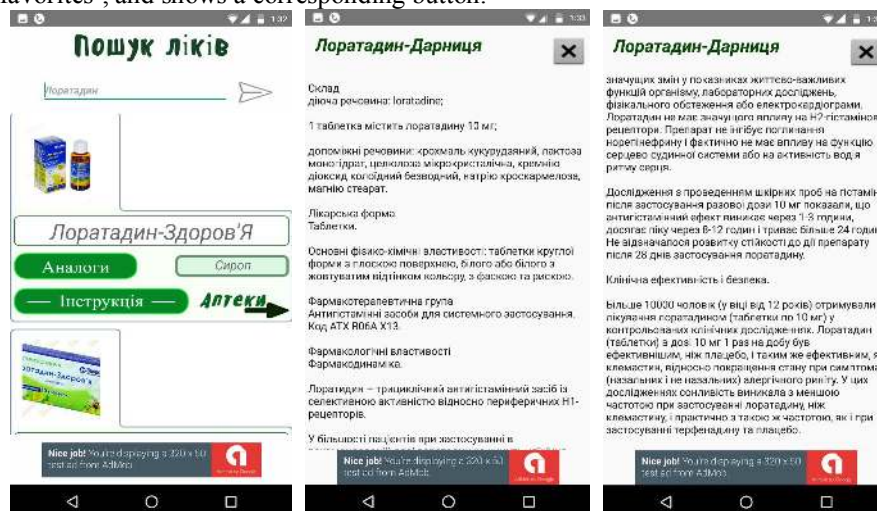 favorites", and shows a corresponding button.
1:32
Пошук ліків
Лоратадин
Лоратадин-Здоров'Я
Аналоги
Сироп
Інструкція
Аптеки
Nice job! You're displaying a 320 x 50
test ad from AdMob.
1:33
Лоратадин-Дарниця
Склад
діюча речовина: loratadine;
1 таблетка містить лоратадину 10 мг;
допоміжні речовини: крохмаль кукурудзяний, лактоза
моногідрат, целюлоза мікрокристалічна, кремнію
діоксид колоїдний безводний, натрію кроскармелоза,
магнію стеарат.
Лікарська форма
Таблетки.
Основні фізико-хімічні властивості: таблетки круглої
форми з плоскою поверхнею, білого або білого з
жовтуватим відтінком кольору, з фаскою та рискою.
Фармакотерапевтична група
Антигістамінні засоби для системного застосування.
Код АТХ R06A X13.
Фармакологічні властивості
Фармакодинаміка.
Лоратидин – трициклічний антигістамінний засіб із
селективною активністю відносно периферичних H1-
рецепторів.
У більшості пацієнтів при застосуванні в
Nice job! You're displaying a 320 x 50
test ad from AdMob.
Лоратадин-Дарниця
значущих змін у показниках життєво-важливих
функцій організму, лабораторних досліджень,
фізикального обстеження або електрокардіограми.
Лоратадин не має значущого впливу на H2-гістамінов
рецептори. Препарат не інгібує поглинання
норепінефрину і фактично не має впливу на функцію
серцево судинної системи або на активність водія
ритму серця.
Дослідження з проведенням шкірних проб на гістамін
після застосування разової дози 10 мг показали, що
антигістамінний ефект виникає через 1-3 години,
досягає піку через 8-12 годин і триває більше 24 годин
Не відзначалося розвитку стійкості до дії препарату
після 28 днів застосування лоратадину.
Клінічна ефективність і безпека.
Більше 10000 чоловік (у віці від 12 років) отримували
лікування лоратадином (таблетки по 10 мг) у
контрольованих клінічних дослідженнях. Лоратадин
(таблетки) в дозі 10 мг 1 раз на добу був
ефективнішим, ніж плацебо, і таким же ефективним, я
клемастин, відносно покращення стану при симптома
(назальних і не назальних) алергічного риніту. У цих
дослідженнях сонливість виникала з меншою
частотою при застосуванні лоратадину, ніж
клемастину, і практично з такою ж частотою, як і при
застосуванні терфенадину та плацебо.
Nice job! You're displaying a 320 x 50
test ad from AdMob.